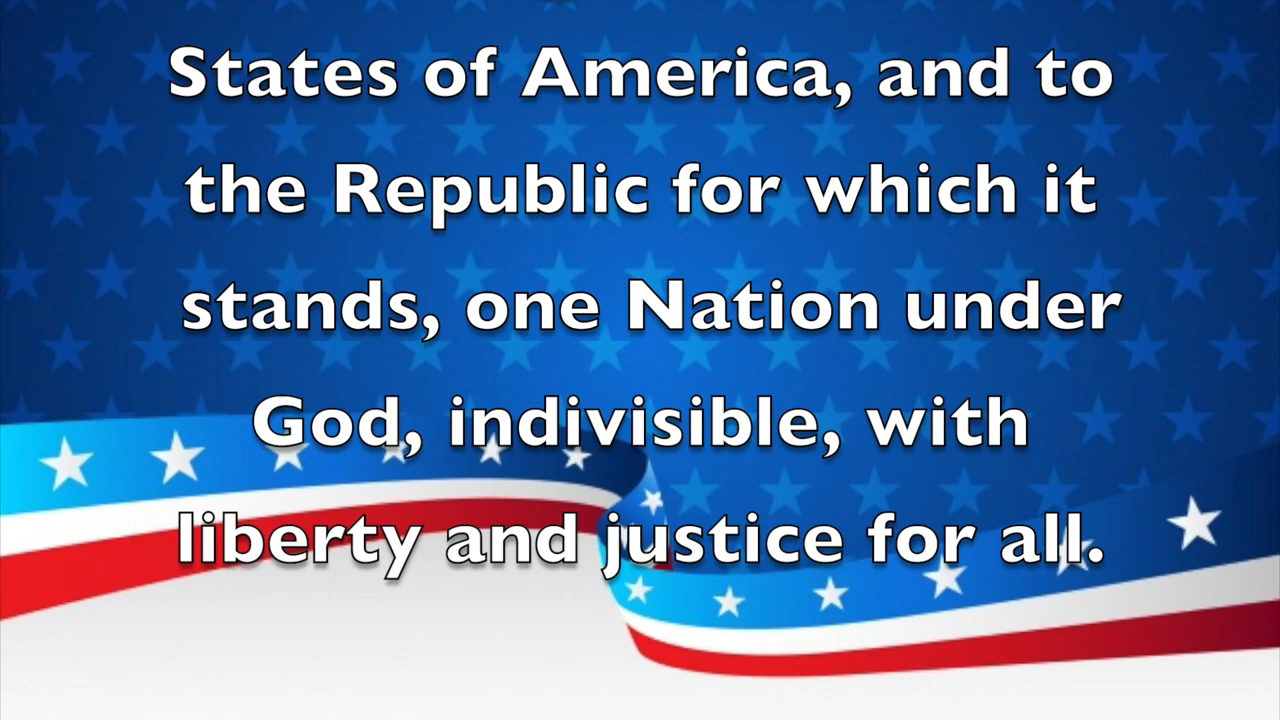 States of America, and to
the Republic for which it
stands, one Nation under
God, indivisible, with
liberty and justice for all.